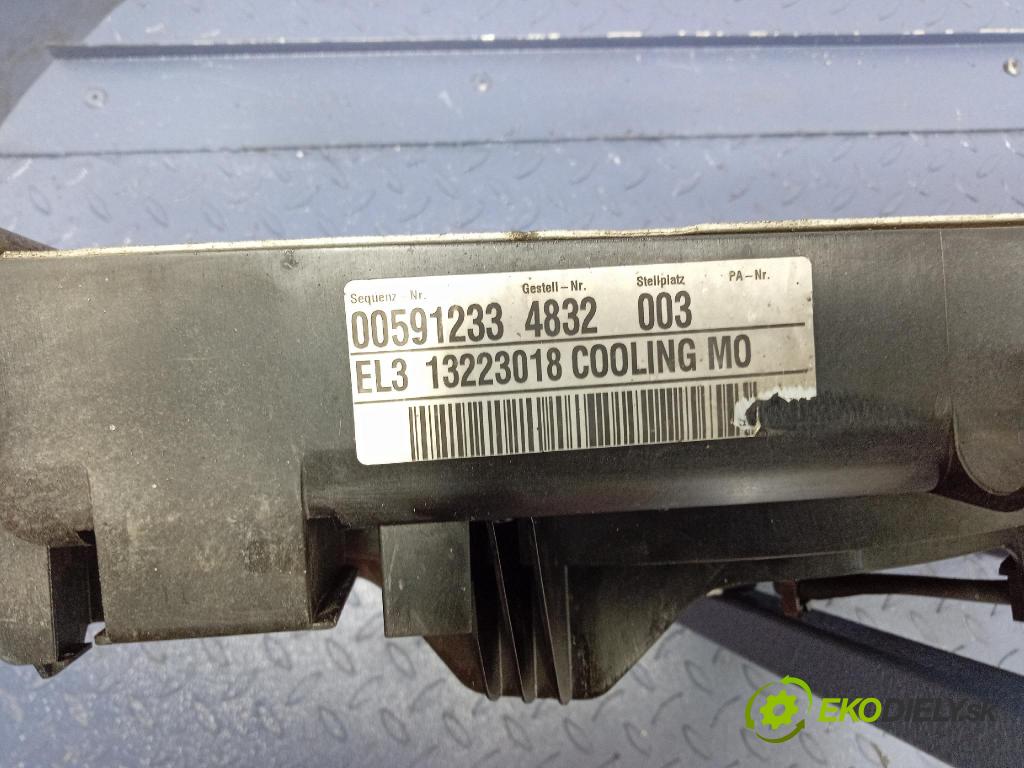 Sequenz-Nr. Gestell-Nr. Stellplatz PA-Nr.
00591233 4832 003
EL3 13223018 COOLING MO
EKODIELY.SK